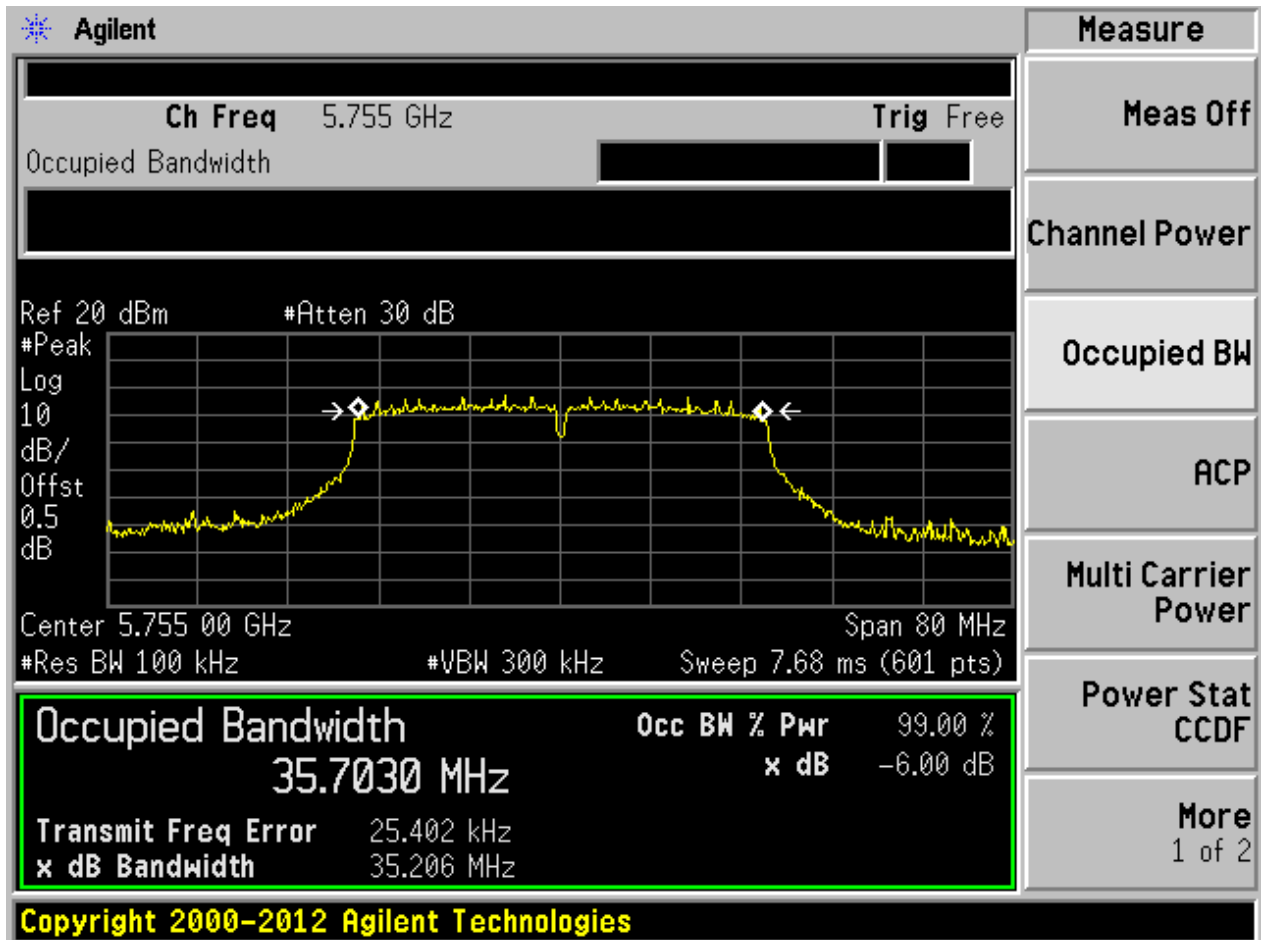 Agilent
Measure
Ch Freq 5.755 GHz Trig Free
Occupied Bandwidth
Meas Off
Channel Power
Occupied BW
ACP
Multi Carrier
Power
Power Stat
CCDF
More
1 of 2
Ref 20 dBm #Atten 30 dB
#Peak
Log
10
dB/
Offst
0.5
dB
Center 5.755 00 GHz Span 80 MHz
#Res BW 100 kHz #VBW 300 kHz Sweep 7.68 ms (601 pts)
Occupied Bandwidth
35.7030 MHz
Occ BW % Pwr 99.00 %
x dB -6.00 dB
Transmit Freq Error 25.402 kHz
x dB Bandwidth 35.206 MHz
Copyright 2000-2012 Agilent Technologies